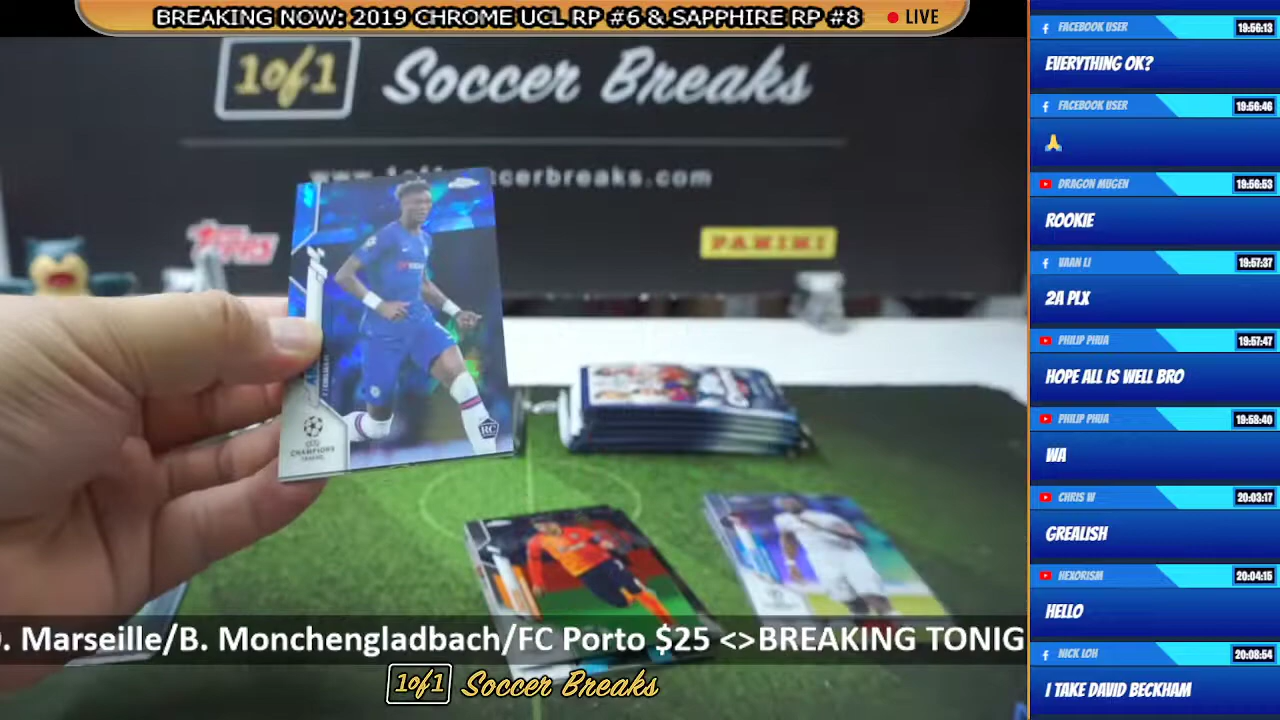 BREAKING NOW: 2019 CHROME UCL RP #6 & SAPPHIRE RP #8
LIVE
1of1
Soccer Breaks
topps
PANINI
RC
CHAMPIONS
LEAGUE
. Marseille/B. Monchengladbach/FC Porto $25 <>BREAKING TONIG
1of1 Soccer Breaks
FACEBOOK USER 19:56:13
EVERYTHING OK?
FACEBOOK USER 19:56:46
🙏
DRAGON MUGEN 19:56:53
ROOKIE
VAAN LI 19:57:37
2A PLX
PHILIP PHUA 19:57:47
HOPE ALL IS WELL BRO
PHILIP PHUA 19:58:40
WA
CHRIS W 20:03:17
GREALISH
HEXORISM 20:04:15
HELLO
NICK LOH 20:08:54
I TAKE DAVID BECKHAM